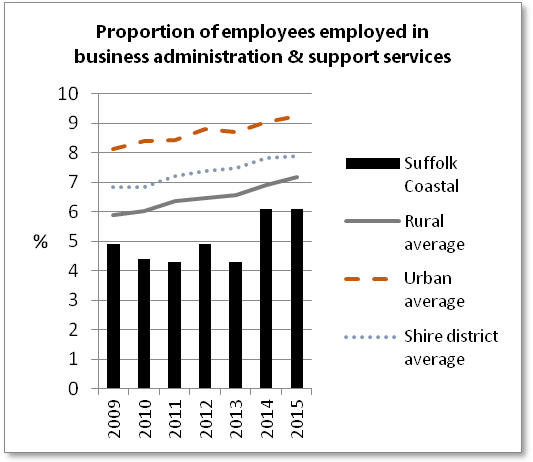 Proportion of employees employed in
business administration & support services
10
9
8
7
6
5
4
3
2
1
0
%
2009
2010
2011
2012
2013
2014
2015
Suffolk
Coastal
Rural
average
Urban
average
Shire district
average